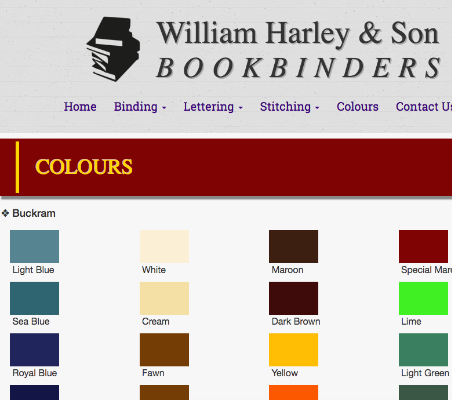 William Harley & Son
BOOKBINDERS
Home Binding Lettering Stitching Colours Contact Us
COLOURS
❖ Buckram
Light Blue White Maroon Special
Sea Blue Cream Dark Brown Lime
Royal Blue Fawn Yellow Light Green